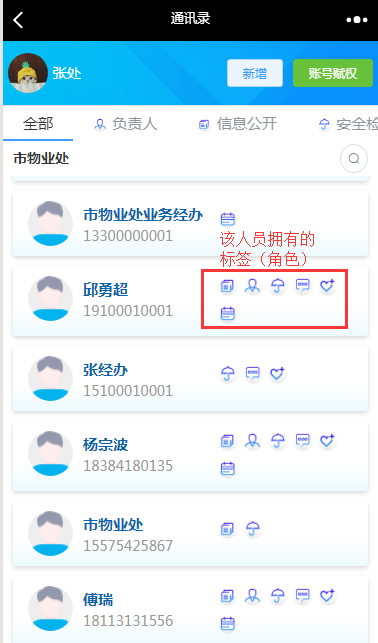 通讯录
张处
新增
账号赋权
全部
负责人
信息公开
安全检
市物业处
市物业处业务经办
13300000001
该人员拥有的
标签（角色）
邱勇超
19100010001
张经办
15100010001
杨宗波
18384180135
市物业处
15575425867
傅瑞
18113131556